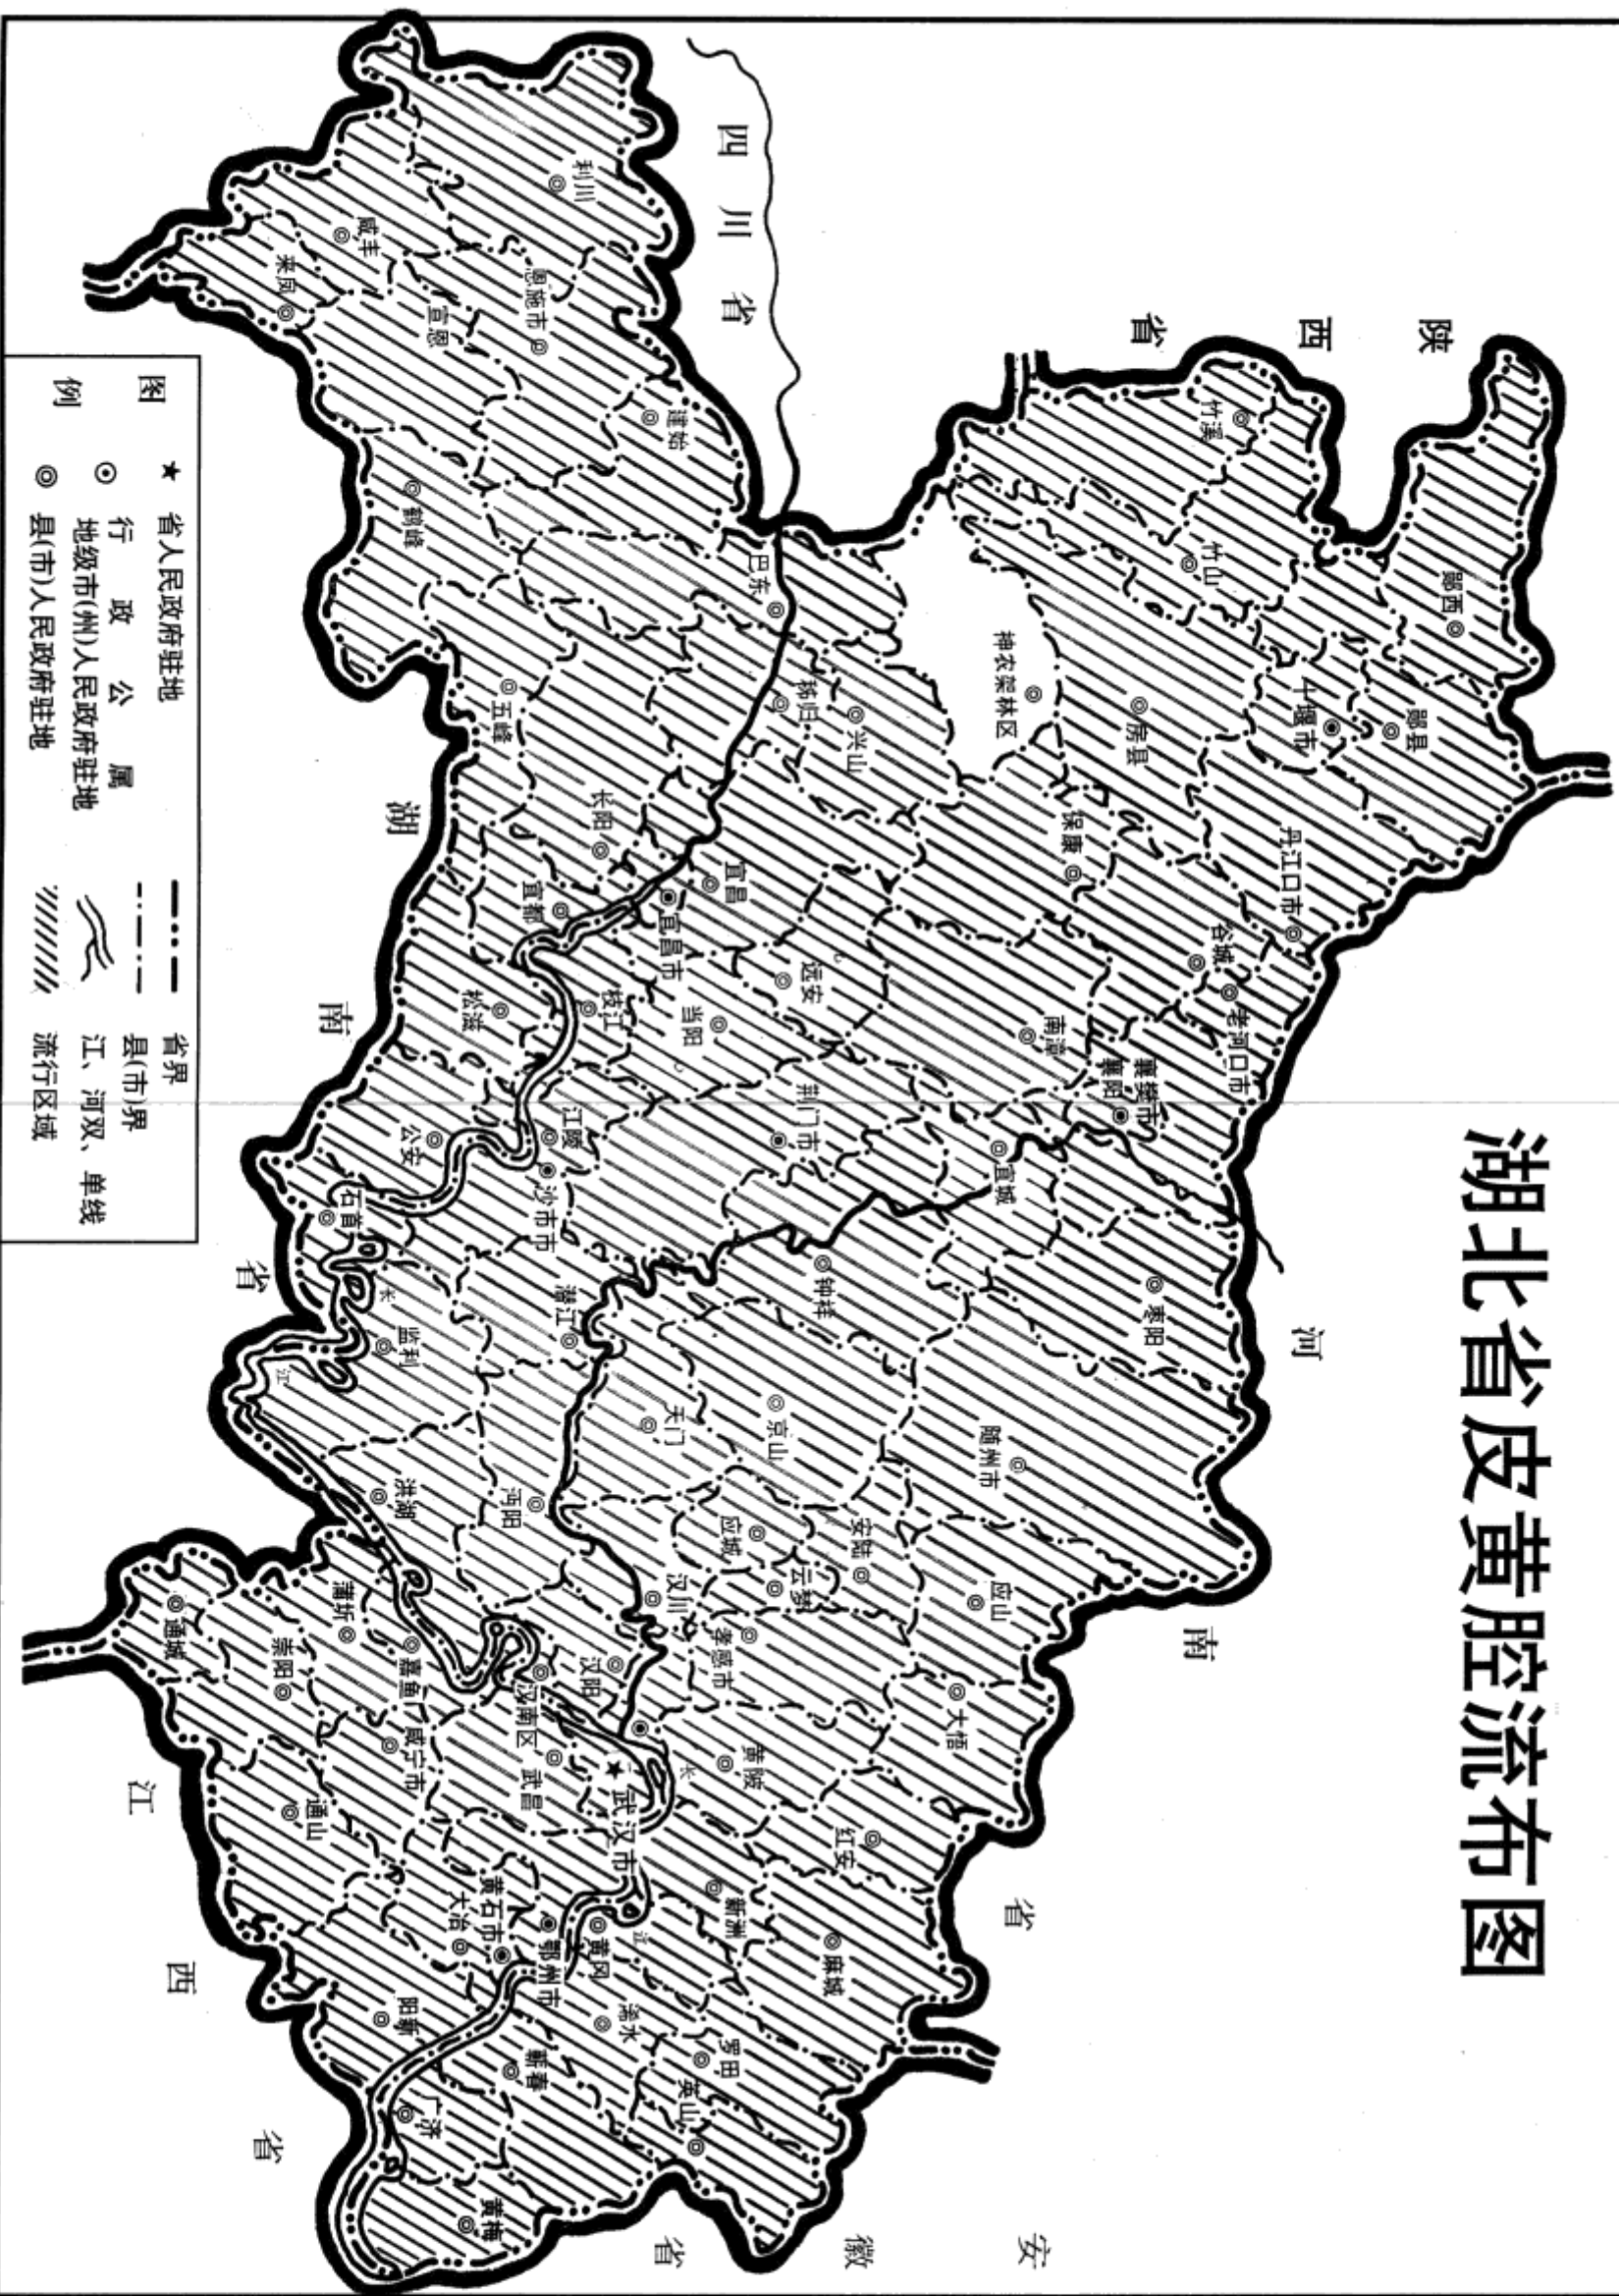 湖北省皮黄腔流布图
陕西省
四川省
河南省
安徽省
湖南省
江西省
郧西
郧县
十堰市
竹溪
竹山
房县
神农架林区
丹江口市
谷城
老河口市
保康
襄樊市
襄阳
南漳
宜城
枣阳
随州市
应山
大悟
红安
麻城
巴东
秭归
兴山
宜昌
宜昌市
远安
当阳
荆门市
钟祥
京山
天门
应城
安陆
云梦
汉川
孝感市
黄陂
新洲
罗田
英山
利川
恩施市
建始
咸丰
来凤
宣恩
鹤峰
五峰
长阳
宜都
枝江
松滋
江陵
沙市市
公安
石首
监利
潜江
洪湖
沔阳
汉阳
汉南区
武昌
武汉市
嘉鱼
蒲圻
咸宁市
崇阳
通城
通山
黄石市
大冶
鄂州市
黄冈
浠水
蕲春
阳新
广济
黄梅
长
江
长
江
图例
★ 省人民政府驻地
行政公属
地级市(州)人民政府驻地
县(市)人民政府驻地
省界
县(市)界
江、河双、单线
流行区域